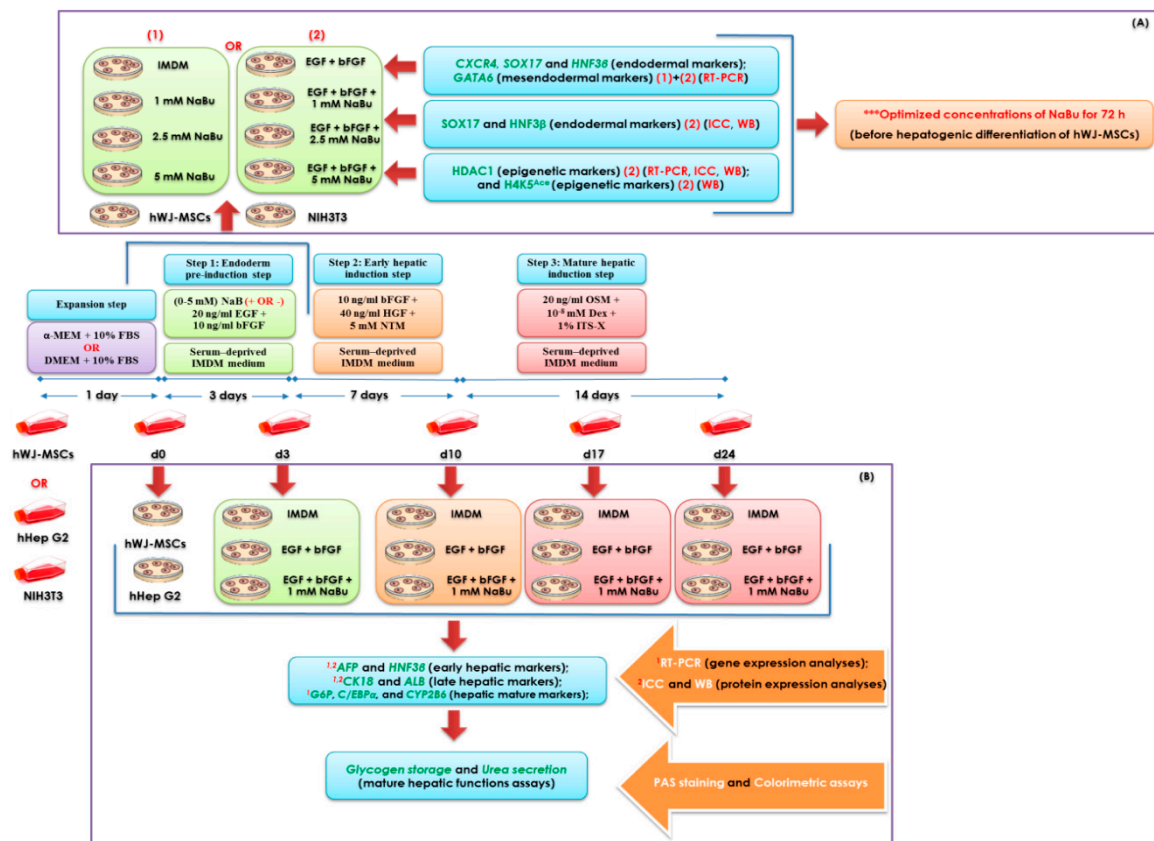 (A)
(1)
OR
(2)
IMDM
1 mM NaBu
2.5 mM NaBu
5 mM NaBu
EGF + bFGF
EGF + bFGF +
1 mM NaBu
EGF + bFGF +
2.5 mM NaBu
EGF + bFGF +
5 mM NaBu
hWJ-MSCs
NIH3T3
CXCR4, SOX17 and HNF3ß (endodermal markers);
GATA6 (mesendodermal markers) (1)+(2) (RT-PCR)
SOX17 and HNF3β (endodermal markers) (2) (ICC, WB)
HDAC1 (epigenetic markers) (2) (RT-PCR, ICC, WB);
and H4K5Ace (epigenetic markers) (2) (WB)
***Optimized concentrations of NaBu for 72 h
(before hepatogenic differentiation of hWJ-MSCs)
Expansion step
α-MEM + 10% FBS
OR
DMEM + 10% FBS
Step 1: Endoderm
pre-induction step
(0-5 mM) NaB (+ OR -)
20 ng/ml EGF +
10 ng/ml bFGF
Serum–deprived
IMDM medium
Step 2: Early hepatic
induction step
10 ng/ml bFGF +
40 ng/ml HGF +
5 mM NTM
Serum–deprived
IMDM medium
Step 3: Mature hepatic
induction step
20 ng/ml OSM +
10⁻⁸ mM Dex +
1% ITS-X
Serum–deprived
IMDM medium
1 day
3 days
7 days
14 days
hWJ-MSCs
OR
hHep G2
NIH3T3
d0
d3
d10
d17
d24
(B)
hWJ-MSCs
hHep G2
IMDM
EGF + bFGF
EGF + bFGF +
1 mM NaBu
IMDM
EGF + bFGF
EGF + bFGF +
1 mM NaBu
IMDM
EGF + bFGF
EGF + bFGF +
1 mM NaBu
IMDM
EGF + bFGF
EGF + bFGF +
1 mM NaBu
1,2AFP and HNF3ß (early hepatic markers);
1,2CK18 and ALB (late hepatic markers);
1G6P, C/EBPα, and CYP2B6 (hepatic mature markers);
1RT-PCR (gene expression analyses);
2ICC and WB (protein expression analyses)
Glycogen storage and Urea secretion
(mature hepatic functions assays)
PAS staining and Colorimetric assays